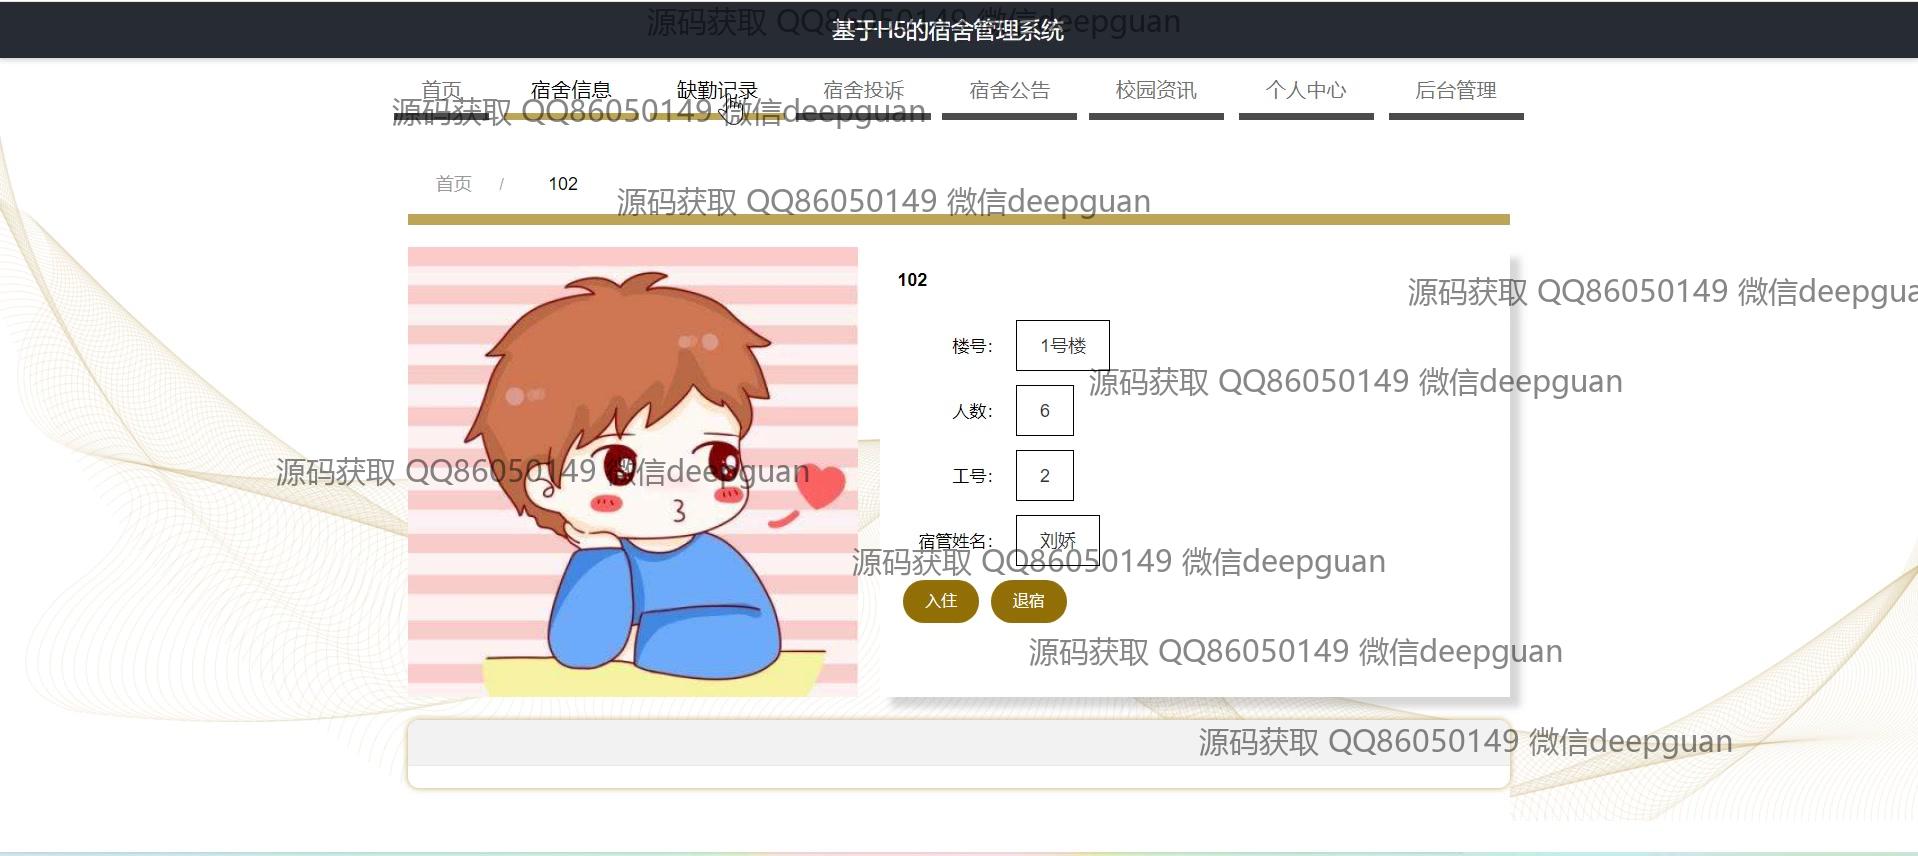 源码获取 QQ86050149 微信deepguan
基于H5的宿舍管理系统
首页 宿舍信息 缺勤记录 宿舍投诉 宿舍公告 校园资讯 个人中心 后台管理
源码获取 QQ86050149 微信deepguan
首页 / 102
源码获取 QQ86050149 微信deepguan
102
源码获取 QQ86050149 微信deepgua
楼号: 1号楼
源码获取 QQ86050149 微信deepguan
人数: 6
源码获取 QQ86050149 微信deepguan
工号: 2
宿管姓名: 刘娇
源码获取 QQ86050149 微信deepguan
入住 退宿
源码获取 QQ86050149 微信deepguan
源码获取 QQ86050149 微信deepguan